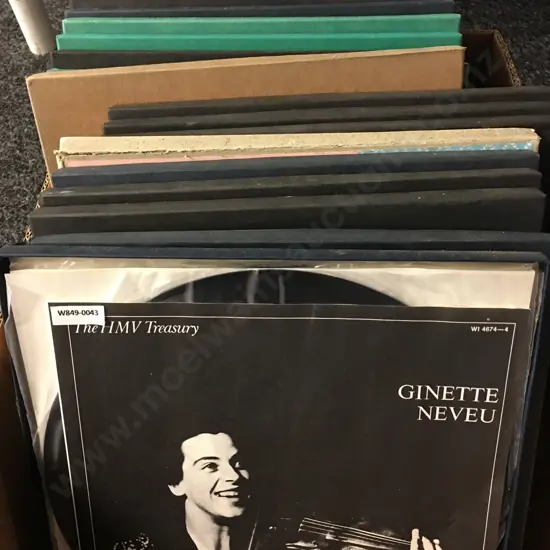 W849-0043
The HMV Treasury
WI 4874—4
GINETTE
NEVEU